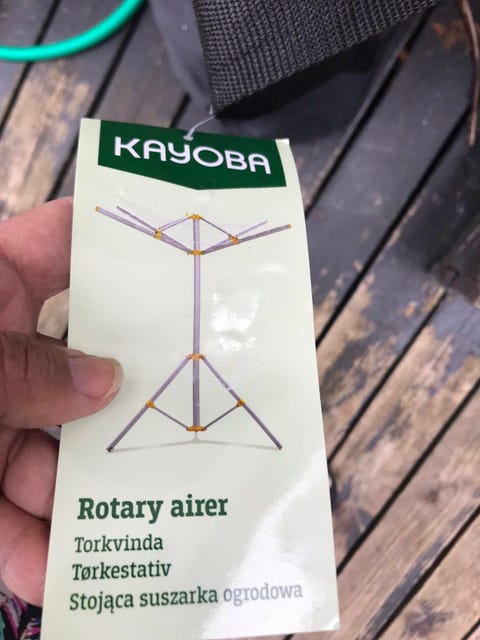 KAYOBA
Rotary airer
Torkvinda
Tørkestativ
Stojąca suszarka ogrodowa